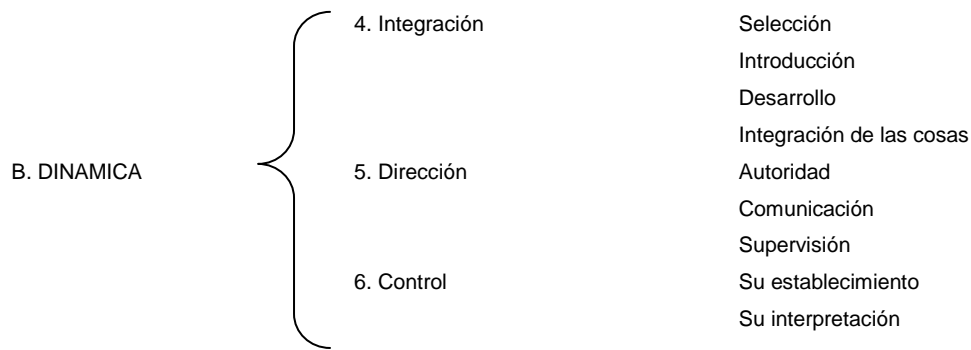 4. Integración Selección
Introducción
Desarrollo
Integración de las cosas
B. DINAMICA 5. Dirección Autoridad
Comunicación
Supervisión
6. Control Su establecimiento
Su interpretación